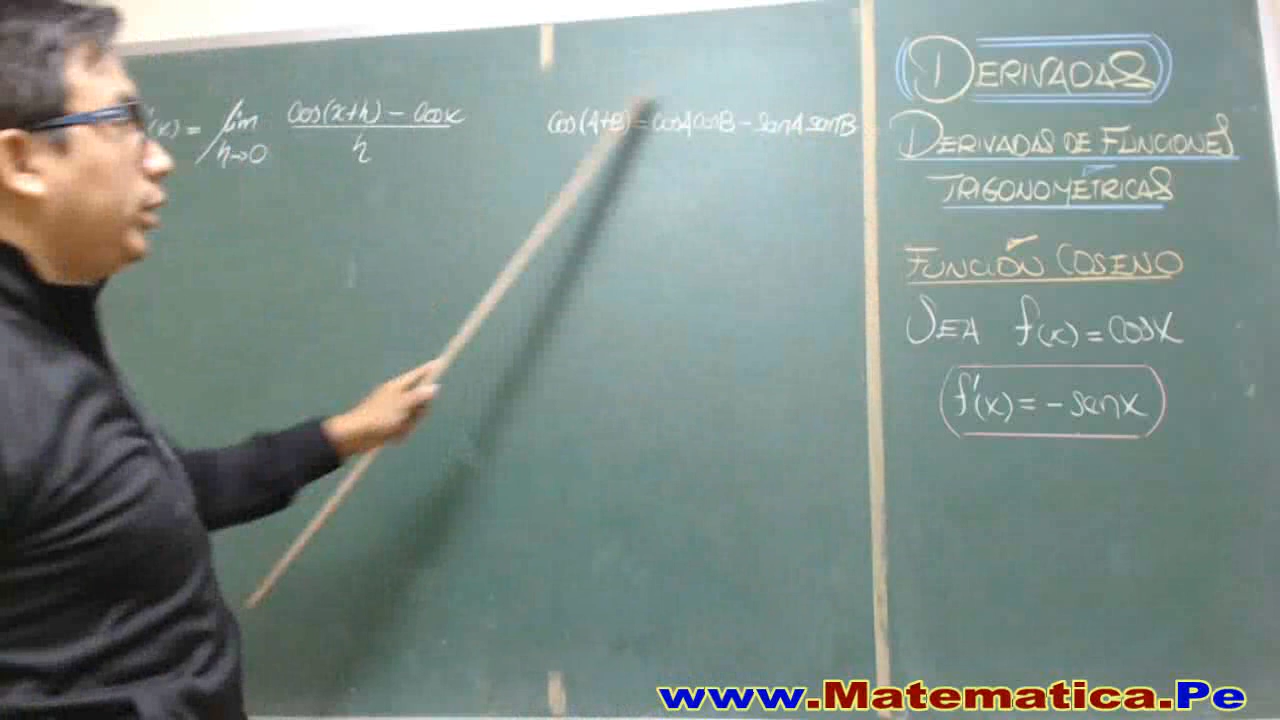 '(x) = lim h→0 Cos(x+h) - Cosx / h
Cos(A+B) = CosA CosB - SenA SenB
DERIVADAS
DERIVADAS DE FUNCIONES
TRIGONOMÉTRICAS
FUNCIÓN COSENO
SEA f(x) = COSX
f'(x) = - senx
www.Matematica.Pe